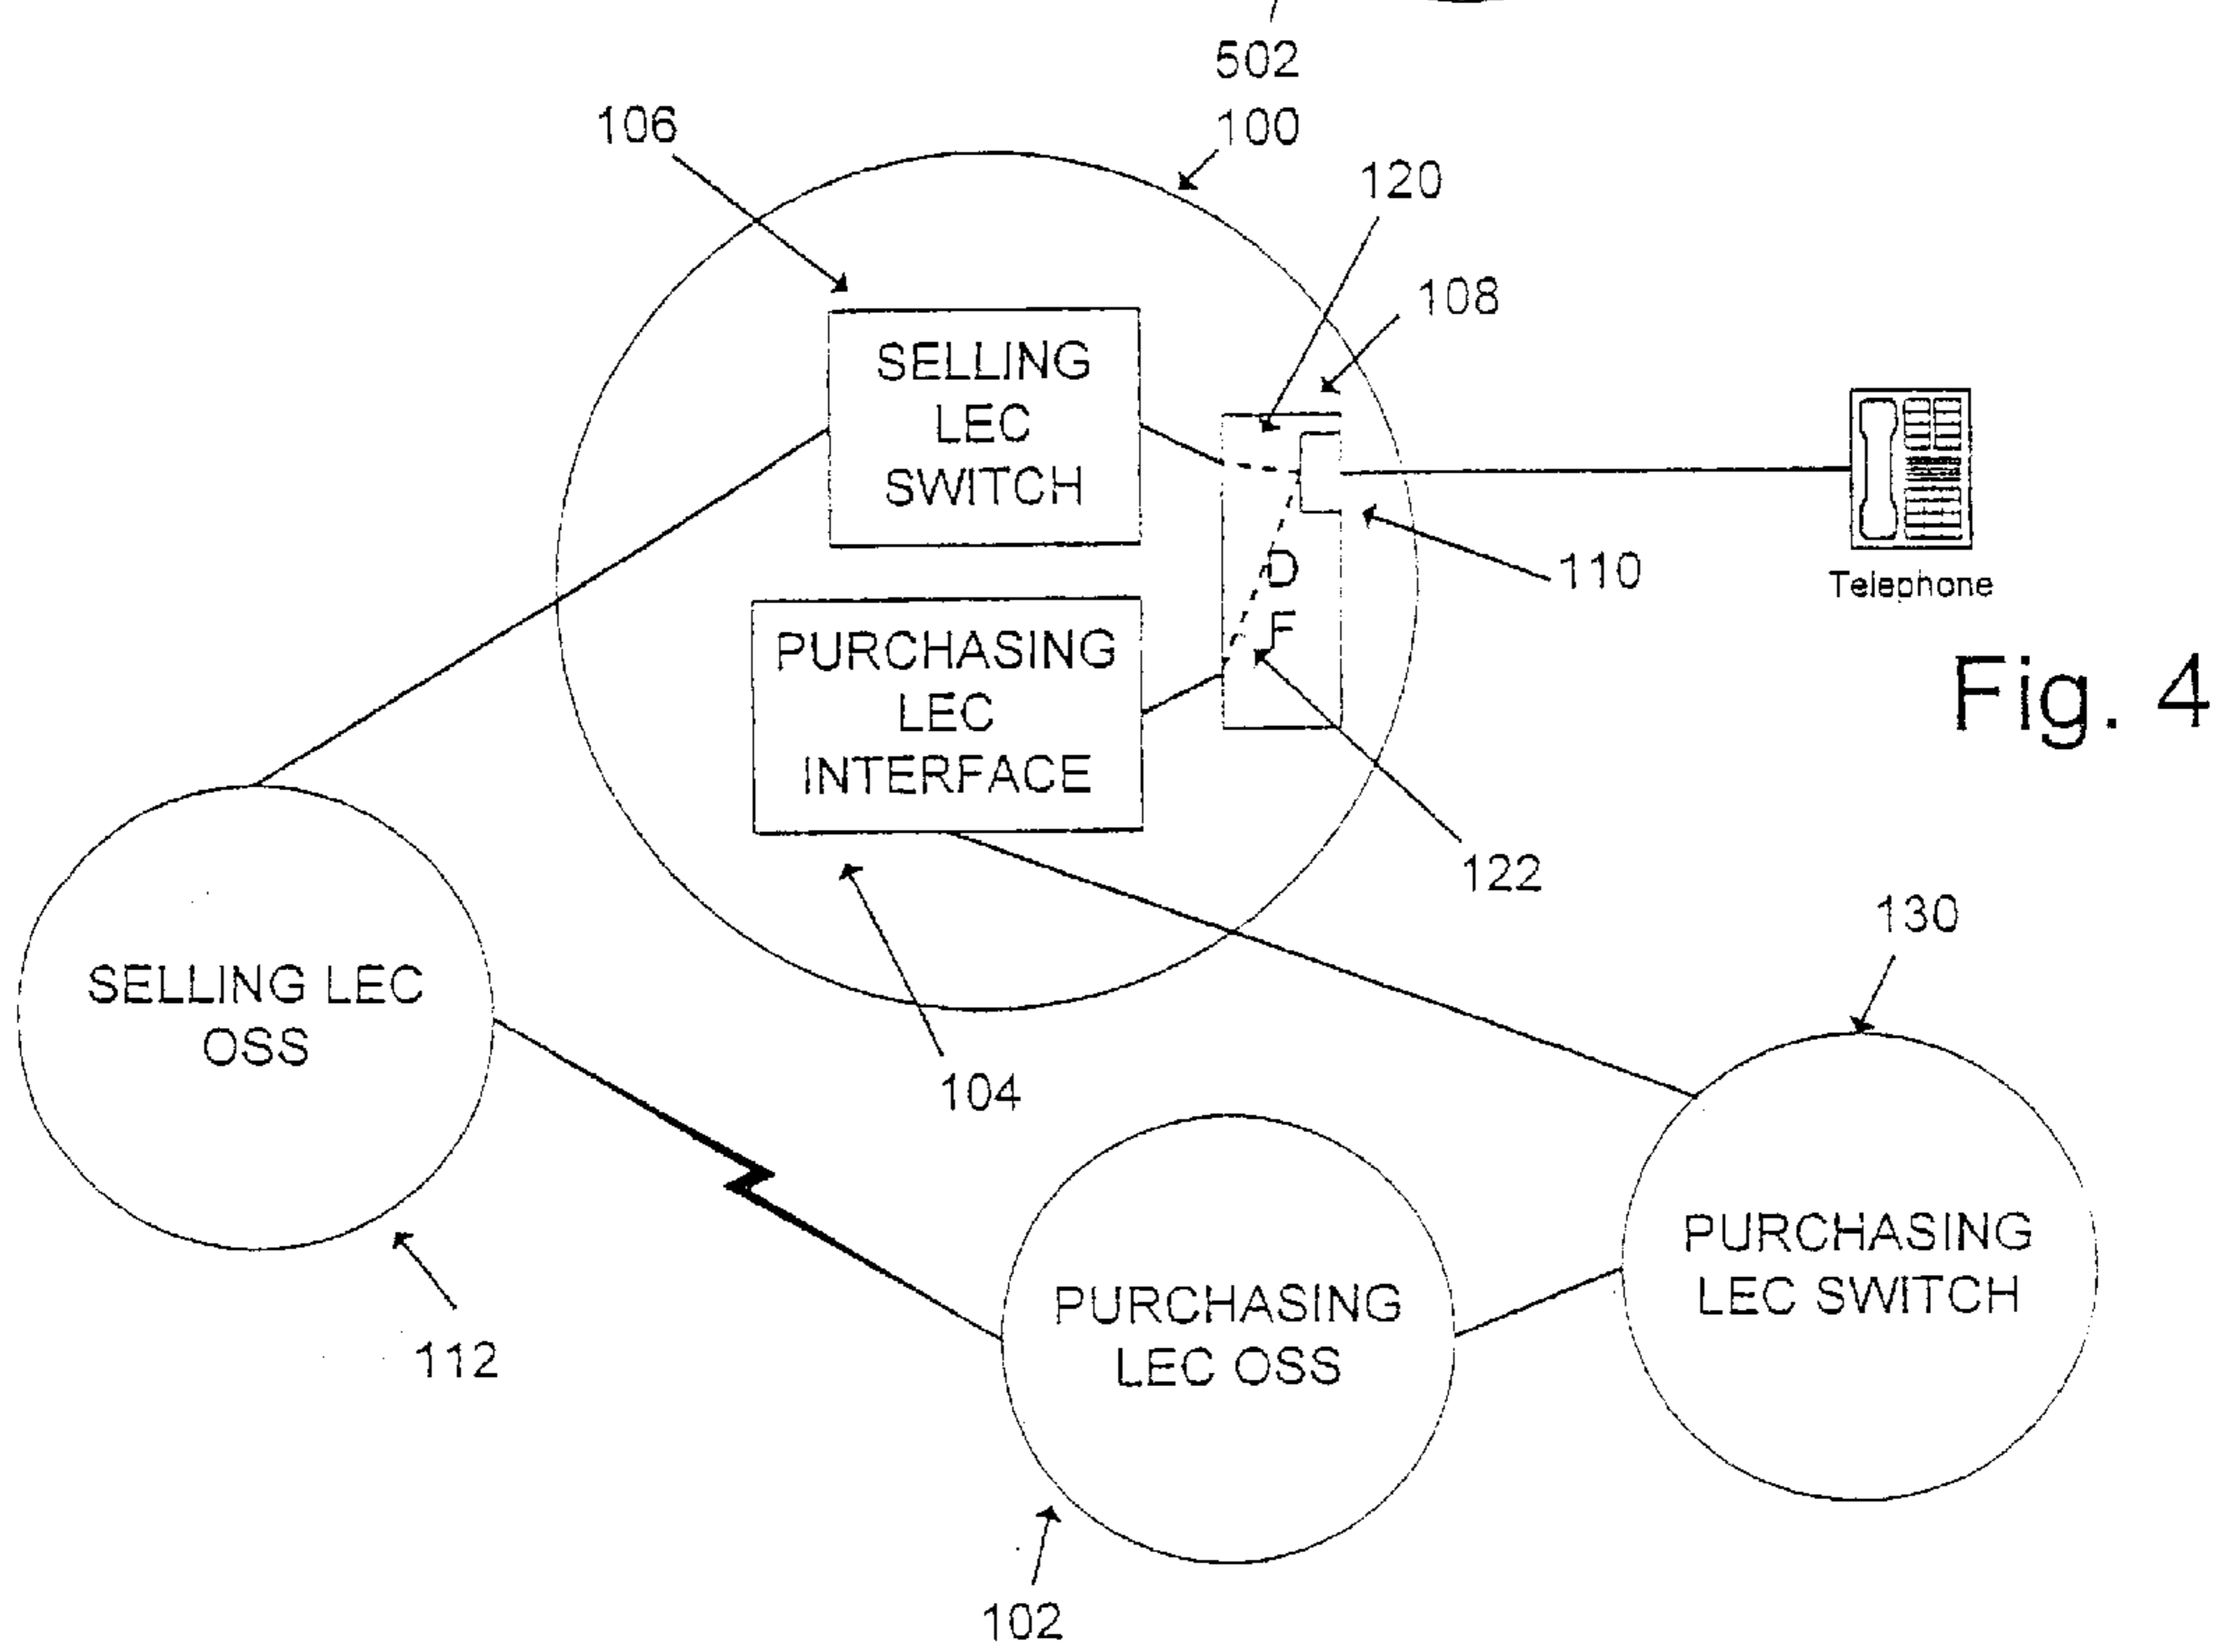 502
100
106
120
108
SELLING
LEC
SWITCH
110
D
F
Telephone
PURCHASING
LEC
INTERFACE
Fig. 4
122
130
SELLING LEC
OSS
104
PURCHASING
LEC SWITCH
PURCHASING
LEC OSS
112
102